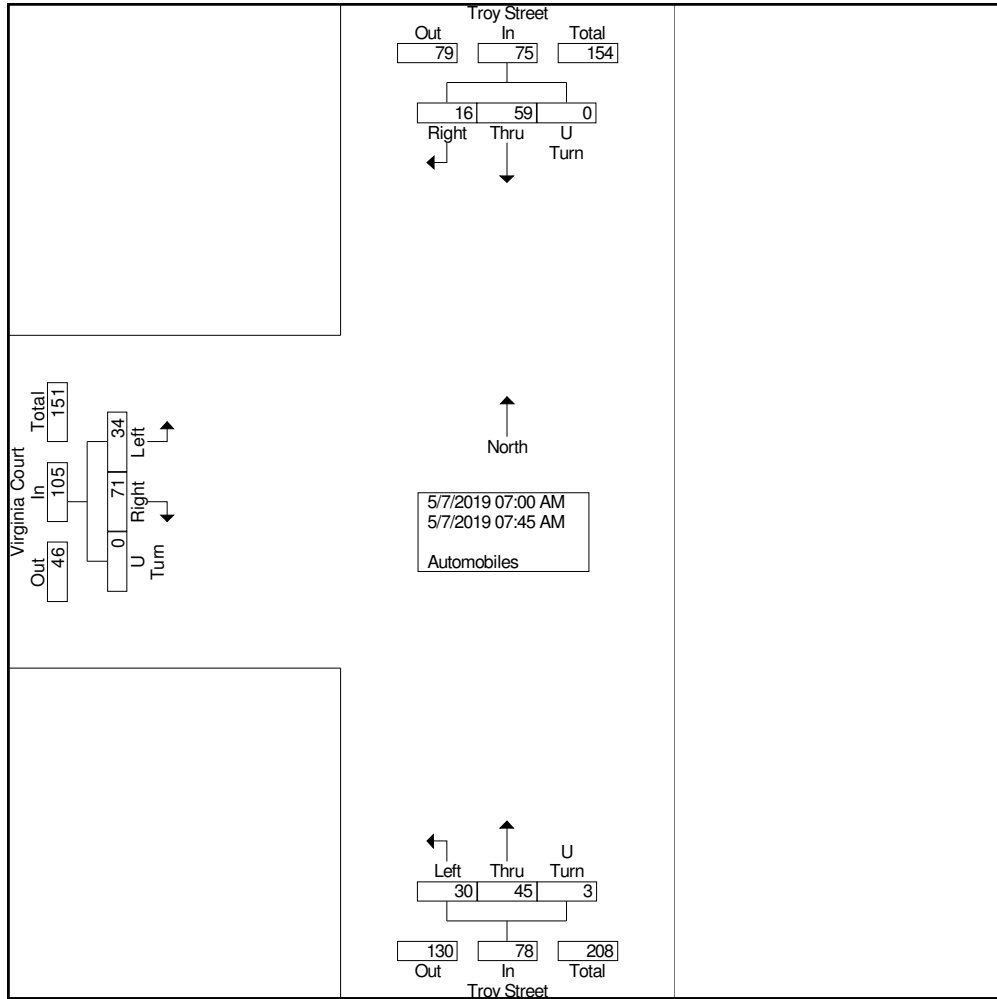 Troy Street
Out In Total
79 75 154
16 59 0
Right Thru U
Turn
Virginia Court
Out In Total
46 105 151
0 71 34
U Right Left
Turn
North
5/7/2019 07:00 AM
5/7/2019 07:45 AM
Automobiles
U
Left Thru Turn
30 45 3
130 78 208
Out In Total
Troy Street